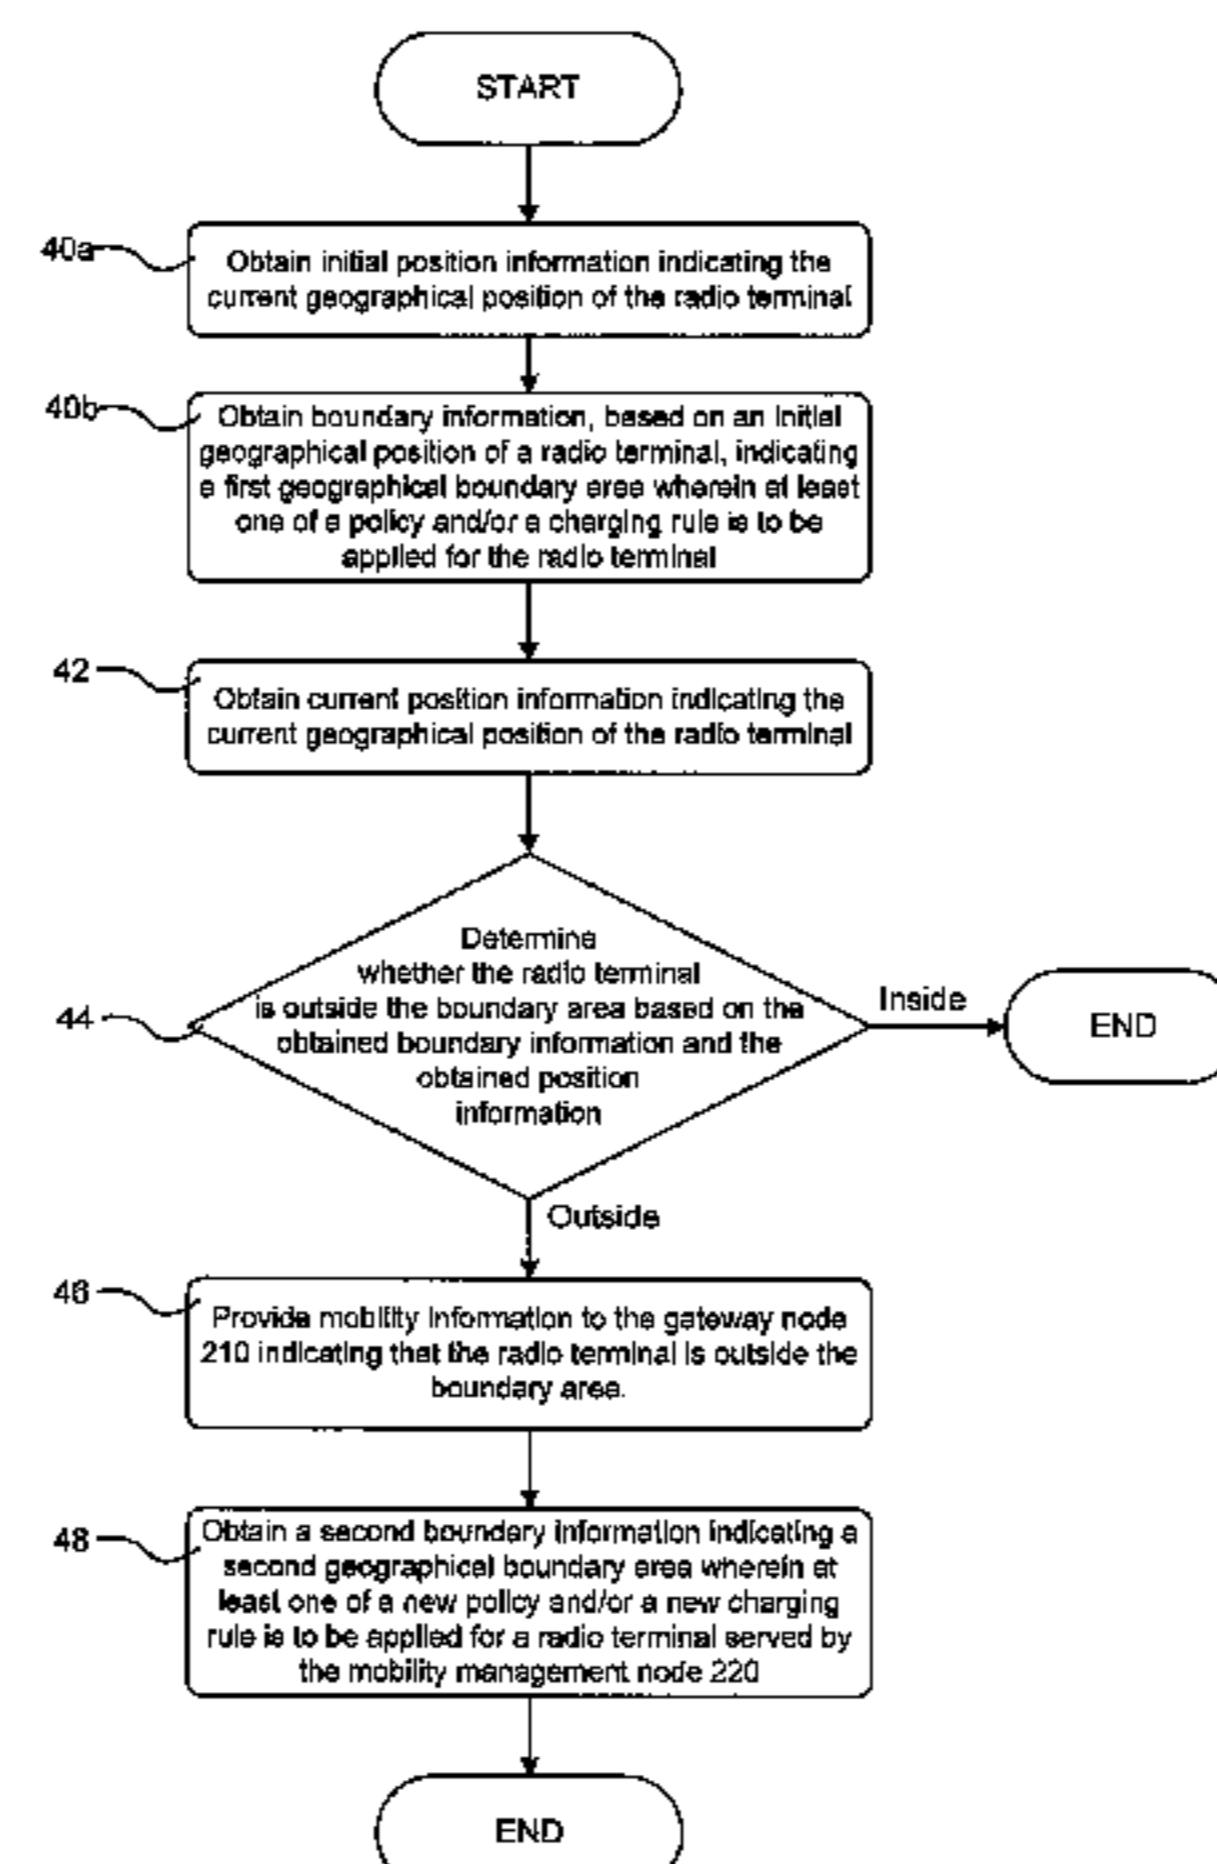 START
40a
Obtain initial position information indicating the
current geographical position of the radio terminal
40b
Obtain boundary information, based on an initial
geographical position of a radio terminal, indicating
a first geographical boundary area wherein at least
one of a policy and/or a charging rule is to be
applied for the radio terminal
42
Obtain current position information indicating the
current geographical position of the radio terminal
44
Determine
whether the radio terminal
is outside the boundary area based on the
obtained boundary information and the
obtained position
information
Inside
END
Outside
46
Provide mobility information to the gateway node
210 indicating that the radio terminal is outside the
boundary area.
48
Obtain a second boundary information indicating a
second geographical boundary area wherein at
least one of a new policy and/or a new charging
rule is to be applied for a radio terminal served by
the mobility management node 220
END